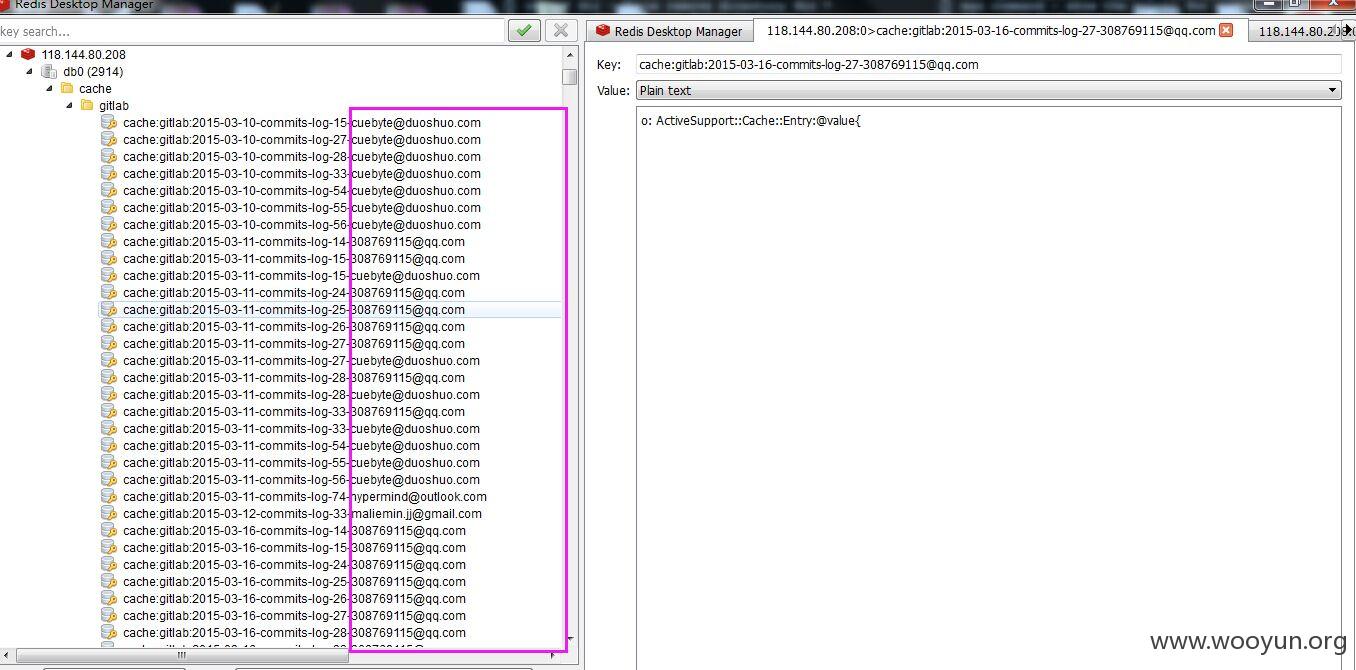 Redis Desktop Manager
key search...
118.144.80.208
db0 (2914)
cache
gitlab
cache:gitlab:2015-03-10-commits-log-15-cuebyte@duoshuo.com
cache:gitlab:2015-03-10-commits-log-27-cuebyte@duoshuo.com
cache:gitlab:2015-03-10-commits-log-28-cuebyte@duoshuo.com
cache:gitlab:2015-03-10-commits-log-33-cuebyte@duoshuo.com
cache:gitlab:2015-03-10-commits-log-54-cuebyte@duoshuo.com
cache:gitlab:2015-03-10-commits-log-55-cuebyte@duoshuo.com
cache:gitlab:2015-03-10-commits-log-56-cuebyte@duoshuo.com
cache:gitlab:2015-03-11-commits-log-14-308769115@qq.com
cache:gitlab:2015-03-11-commits-log-15-308769115@qq.com
cache:gitlab:2015-03-11-commits-log-15-cuebyte@duoshuo.com
cache:gitlab:2015-03-11-commits-log-24-308769115@qq.com
cache:gitlab:2015-03-11-commits-log-25-308769115@qq.com
cache:gitlab:2015-03-11-commits-log-26-308769115@qq.com
cache:gitlab:2015-03-11-commits-log-27-308769115@qq.com
cache:gitlab:2015-03-11-commits-log-27-cuebyte@duoshuo.com
cache:gitlab:2015-03-11-commits-log-28-308769115@qq.com
cache:gitlab:2015-03-11-commits-log-28-cuebyte@duoshuo.com
cache:gitlab:2015-03-11-commits-log-33-308769115@qq.com
cache:gitlab:2015-03-11-commits-log-33-cuebyte@duoshuo.com
cache:gitlab:2015-03-11-commits-log-54-cuebyte@duoshuo.com
cache:gitlab:2015-03-11-commits-log-55-cuebyte@duoshuo.com
cache:gitlab:2015-03-11-commits-log-56-cuebyte@duoshuo.com
cache:gitlab:2015-03-11-commits-log-74-hypermind@outlook.com
cache:gitlab:2015-03-12-commits-log-33-maliemin.jj@gmail.com
cache:gitlab:2015-03-16-commits-log-14-308769115@qq.com
cache:gitlab:2015-03-16-commits-log-15-308769115@qq.com
cache:gitlab:2015-03-16-commits-log-24-308769115@qq.com
cache:gitlab:2015-03-16-commits-log-25-308769115@qq.com
cache:gitlab:2015-03-16-commits-log-26-308769115@qq.com
cache:gitlab:2015-03-16-commits-log-27-308769115@qq.com
cache:gitlab:2015-03-16-commits-log-28-308769115@qq.com
Redis Desktop Manager
118.144.80.208:0>cache:gitlab:2015-03-16-commits-log-27-308769115@qq.com
Key: cache:gitlab:2015-03-16-commits-log-27-308769115@qq.com
Value: Plain text
o: ActiveSupport::Cache::Entry:@value{
www.wooyun.org